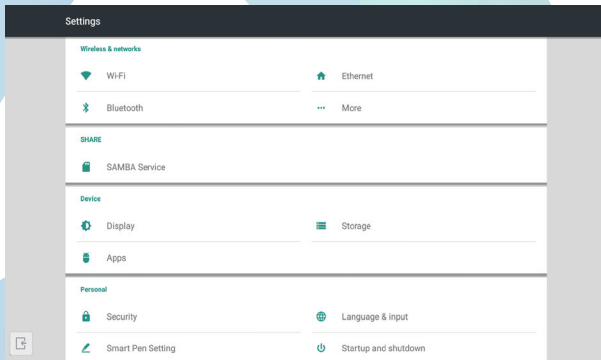 Settings
Wireless & networks
Wi-Fi
Ethernet
Bluetooth
More
SHARE
SAMBA Service
Device
Display
Storage
Apps
Personal
Security
Language & input
Smart Pen Setting
Startup and shutdown